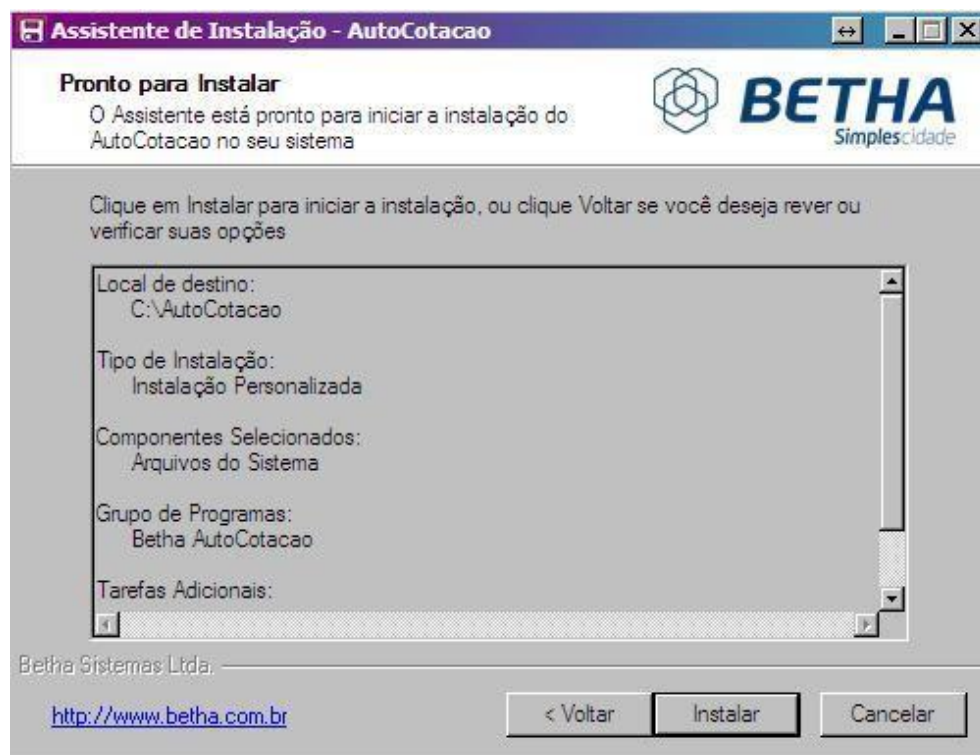 Assistente de Instalação - AutoCotacao
Pronto para Instalar
O Assistente está pronto para iniciar a instalação do
AutoCotacao no seu sistema
BETHA
Simplescidade
Clique em Instalar para iniciar a instalação, ou clique Voltar se você deseja rever ou
verificar suas opções
Local de destino:
C:\AutoCotacao
Tipo de Instalação:
Instalação Personalizada
Componentes Selecionados:
Arquivos do Sistema
Grupo de Programas:
Betha AutoCotacao
Tarefas Adicionais:
Betha Sistemas Ltda.
http://www.betha.com.br
< Voltar
Instalar
Cancelar